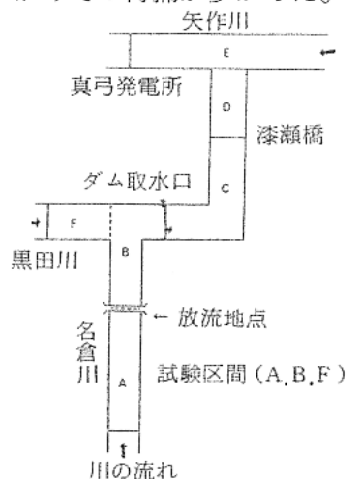 矢作川
E
真弓発電所
D
漆瀬橋
ダム取水口
C
F
B
黒田川
← 放流地点
名倉川
A
試験区間 (A.B.F)
川の流れ